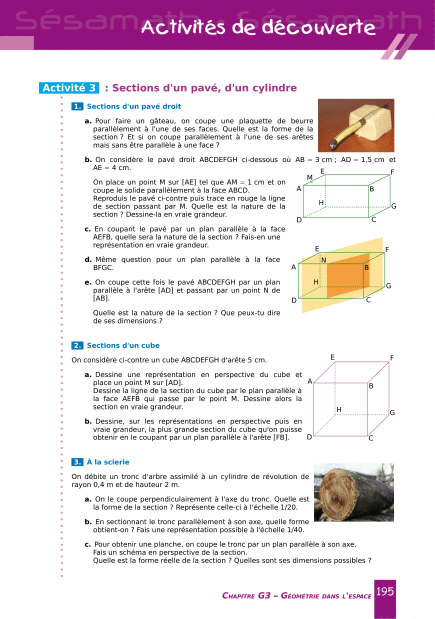 Sésamath
Sésamath
Activités de découverte
Activité 3 : Sections d'un pavé, d'un cylindre
1. Sections d'un pavé droit
a. Pour faire un gâteau, on coupe une plaquette de beurre
parallèlement à l'une de ses faces. Quelle est la forme de la
section ? Et si on coupe parallèlement à l'une de ses arêtes
mais sans être parallèle à une face ?
b. On considère le pavé droit ABCDEFGH ci-dessous où AB = 3 cm ; AD = 1,5 cm et
AE = 4 cm.
On place un point M sur [AE] tel que AM = 1 cm et on
coupe le solide parallèlement à la face ABCD.
Reproduis le pavé ci-contre puis trace en rouge la ligne
de section passant par M. Quelle est la nature de la
section ? Dessine-la en vraie grandeur.
E
F
M
A
B
H
G
D
C
c. En coupant le pavé par un plan parallèle à la face
AEFB, quelle sera la nature de la section ? Fais-en une
représentation en vraie grandeur.
d. Même question pour un plan parallèle à la face
BFGC.
e. On coupe cette fois le pavé ABCDEFGH par un plan
parallèle à l'arête [AD] et passant par un point N de
[AB].
Quelle est la nature de la section ? Que peux-tu dire
de ses dimensions ?
E
F
N
A
B
H
G
D
C
2. Sections d'un cube
On considère ci-contre un cube ABCDEFGH d'arête 5 cm.
a. Dessine une représentation en perspective du cube et
place un point M sur [AD].
Dessine la ligne de la section du cube par le plan parallèle à
la face AEFB qui passe par le point M. Dessine alors la
section en vraie grandeur.
b. Dessine, sur les représentations en perspective puis en
vraie grandeur, la plus grande section du cube qu'on puisse
obtenir en le coupant par un plan parallèle à l'arête [FB].
E
F
A
B
H
G
D
C
3. À la scierie
On débite un tronc d'arbre assimilé à un cylindre de révolution de
rayon 0,4 m et de hauteur 2 m.
a. On le coupe perpendiculairement à l'axe du tronc. Quelle est
la forme de la section ? Représente celle-ci à l'échelle 1/20.
b. En sectionnant le tronc parallèlement à son axe, quelle forme
obtient-on ? Fais une représentation possible à l'échelle 1/40.
c. Pour obtenir une planche, on coupe le tronc par un plan parallèle à son axe.
Fais un schéma en perspective de la section.
Quelle est la forme réelle de la section ? Quelles sont ses dimensions possibles ?
Chapitre G3 – Géométrie dans l'espace
195